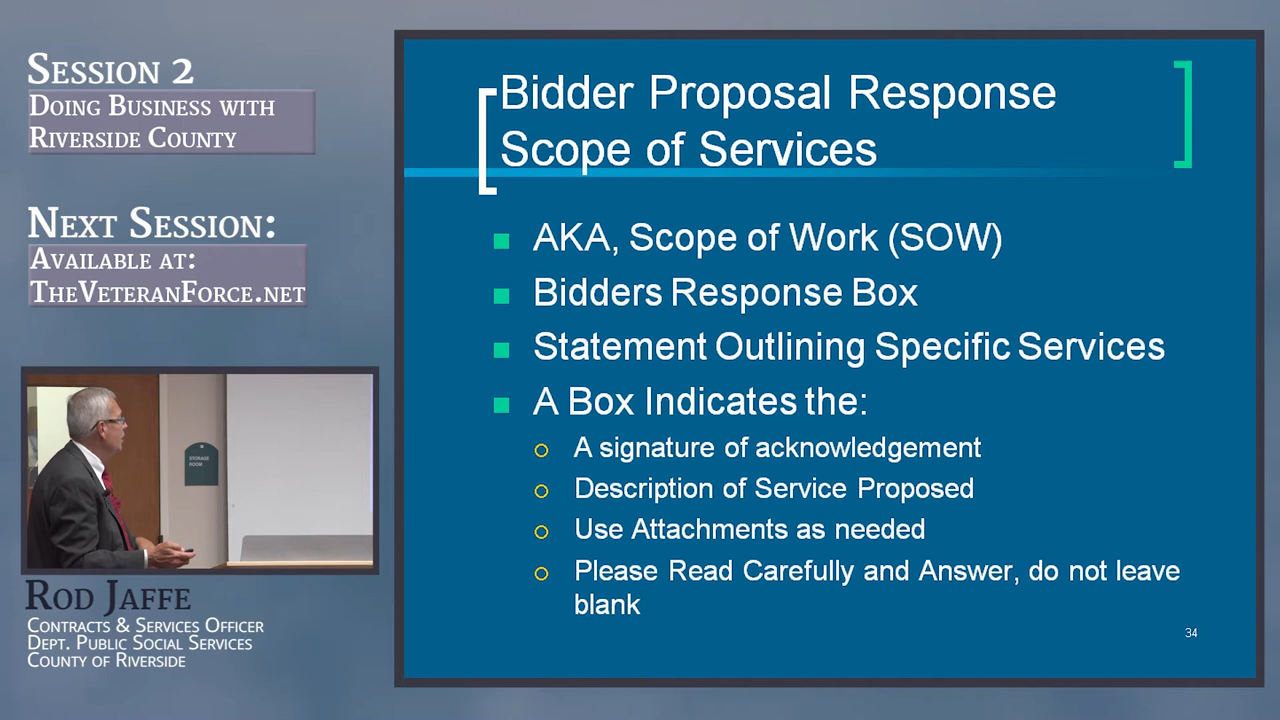 Session 2
Doing Business with
Riverside County
Next Session:
Available at:
TheVeteranForce.net
STORAGE
ROOM
Rod Jaffe
Contracts & Services Officer
Dept. Public Social Services
County of Riverside
Bidder Proposal Response
Scope of Services
AKA, Scope of Work (SOW)
Bidders Response Box
Statement Outlining Specific Services
A Box Indicates the:
A signature of acknowledgement
Description of Service Proposed
Use Attachments as needed
Please Read Carefully and Answer, do not leave
blank
34